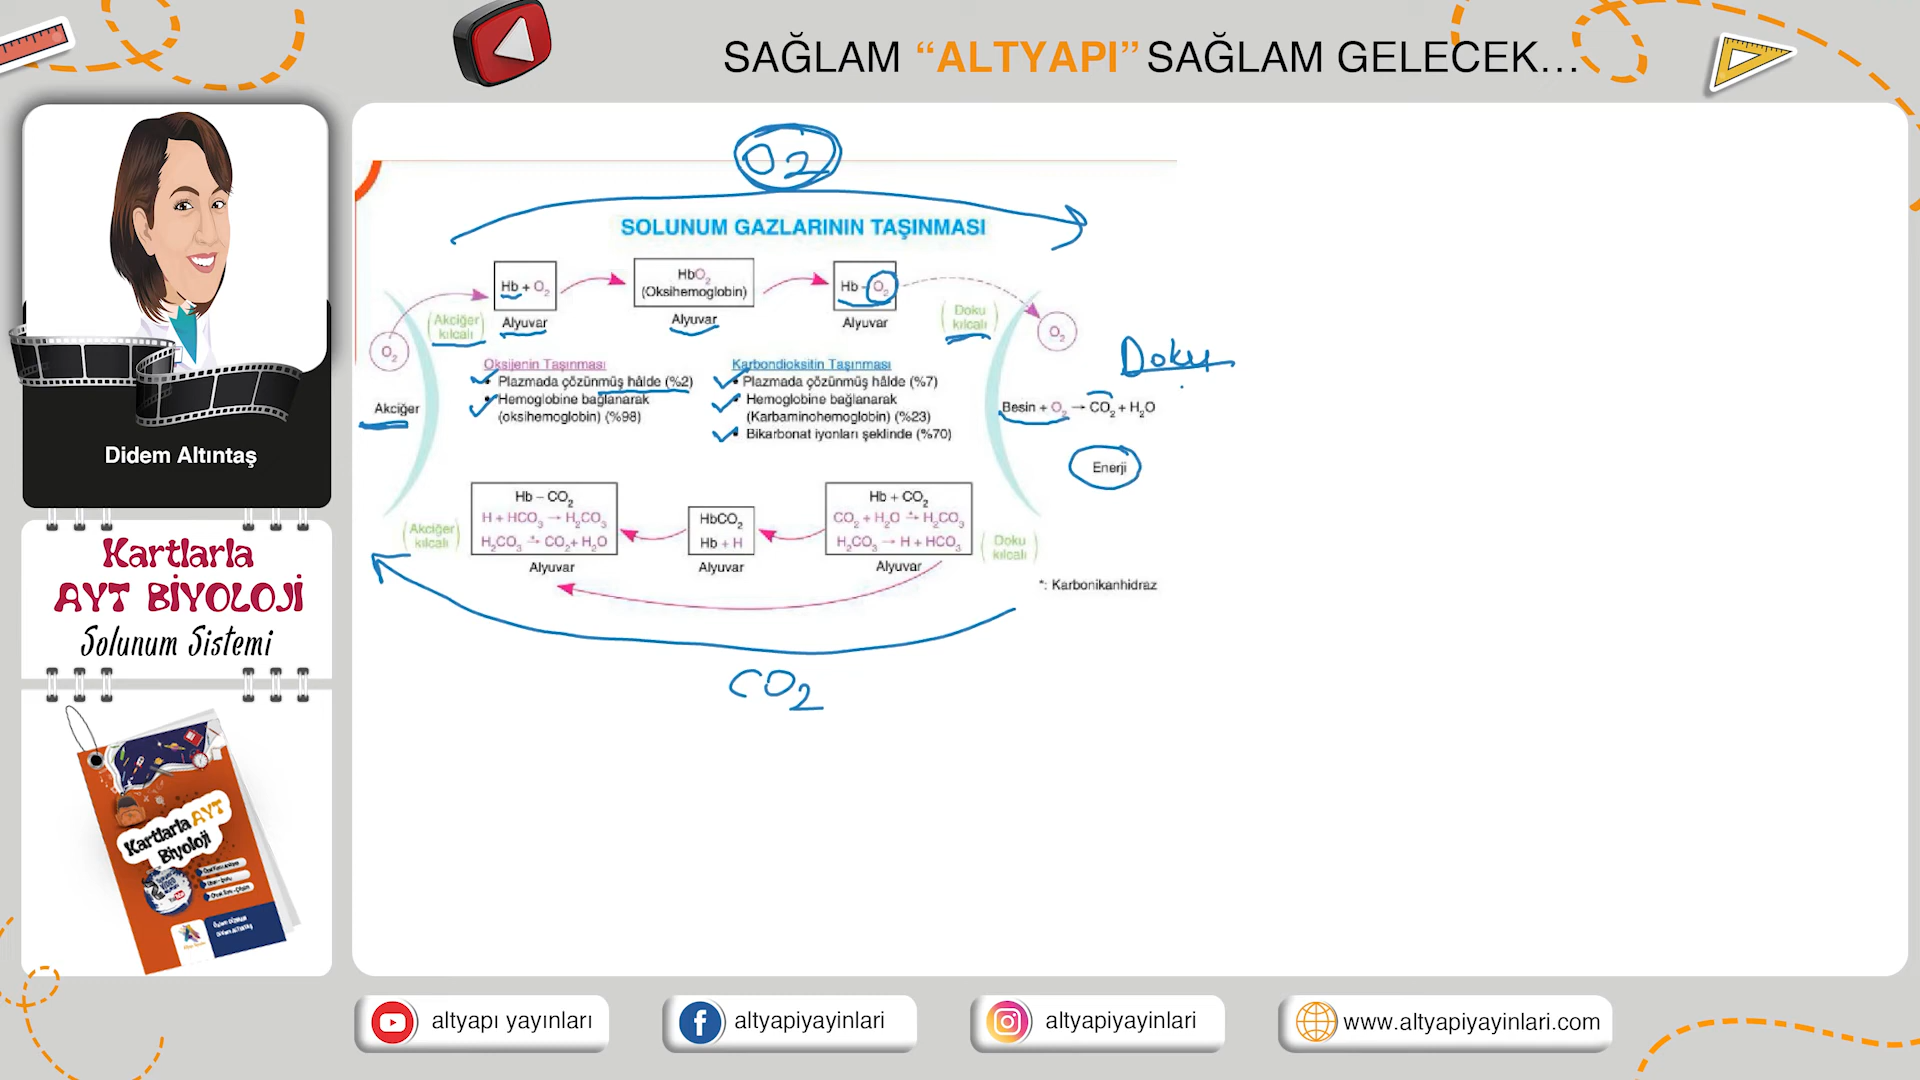 SAĞLAM “ALTYAPI” SAĞLAM GELECEK...
Didem Altıntaş
Kartlarla
AYT BİYOLOJİ
Solunum Sistemi
Kartlarla AYT
Biyoloji
O2
SOLUNUM GAZLARININ TAŞINMASI
Hb + O2
HbO2
(Oksihemoglobin)
Hb - O2
(Akciğer kılcalı)
Alyuvar
Alyuvar
Alyuvar
(Doku kılcalı)
O2
O2
Doku
Oksijenin Taşınması
• Plazmada çözünmüş hâlde (%2)
• Hemoglobine bağlanarak
(oksihemoglobin) (%98)
Karbondioksitin Taşınması
• Plazmada çözünmüş hâlde (%7)
• Hemoglobine bağlanarak
(Karbaminohemoglobin) (%23)
• Bikarbonat iyonları şeklinde (%70)
Akciğer
Besin + O2 → CO2 + H2O
Enerji
Hb – CO2
H + HCO3 → H2CO3
H2CO3 *→ CO2 + H2O
HbCO2
Hb + H
Hb + CO2
CO2 + H2O *→ H2CO3
H2CO3 → H + HCO3
(Akciğer kılcalı)
Alyuvar
Alyuvar
Alyuvar
(Doku kılcalı)
*: Karbonikanhidraz
CO2
altyapı yayınları
altyapiyayinlari
altyapiyayinlari
www.altyapiyayinlari.com